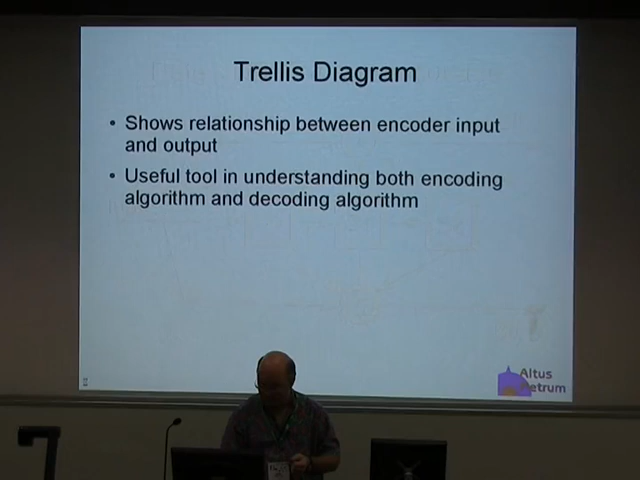 Trellis Diagram
• Shows relationship between encoder input
and output
• Useful tool in understanding both encoding
algorithm and decoding algorithm
Altus
Metrum